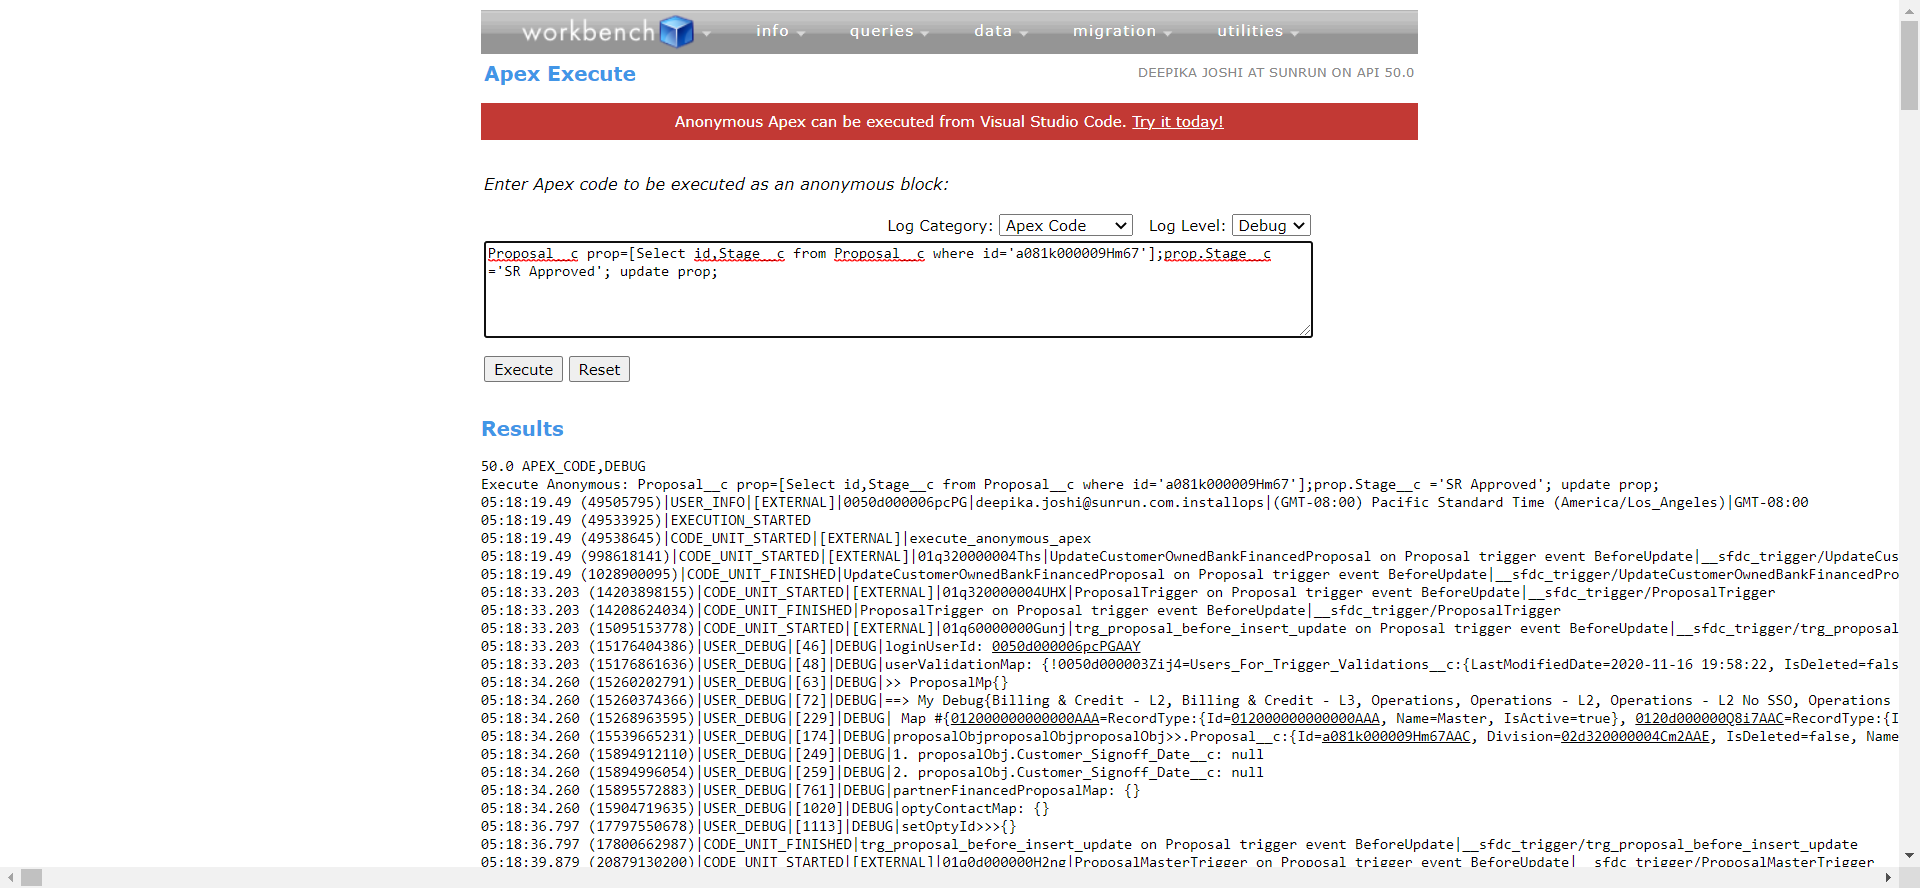 workbench
info
queries
data
migration
utilities
Apex Execute
DEEPIKA JOSHI AT SUNRUN ON API 50.0
Anonymous Apex can be executed from Visual Studio Code. Try it today!
Enter Apex code to be executed as an anonymous block:
Log Category: Apex Code Log Level: Debug
Proposal__c prop=[Select id,Stage__c from Proposal__c where id='a081k000009Hm67'];prop.Stage__c
='SR Approved'; update prop;
Execute Reset
Results
50.0 APEX_CODE,DEBUG
Execute Anonymous: Proposal__c prop=[Select id,Stage__c from Proposal__c where id='a081k000009Hm67'];prop.Stage__c ='SR Approved'; update prop;
05:18:19.49 (49505795)|USER_INFO|[EXTERNAL]|0050d000006pcPG|deepika.joshi@sunrun.com.installops|(GMT-08:00) Pacific Standard Time (America/Los_Angeles)|GMT-08:00
05:18:19.49 (49533925)|EXECUTION_STARTED
05:18:19.49 (49538645)|CODE_UNIT_STARTED|[EXTERNAL]|execute_anonymous_apex
05:18:19.49 (998618141)|CODE_UNIT_STARTED|[EXTERNAL]|01q320000004Ths|UpdateCustomerOwnedBankFinancedProposal on Proposal trigger event BeforeUpdate|__sfdc_trigger/UpdateCus
05:18:19.49 (1028900095)|CODE_UNIT_FINISHED|UpdateCustomerOwnedBankFinancedProposal on Proposal trigger event BeforeUpdate|__sfdc_trigger/UpdateCustomerOwnedBankFinancedPro
05:18:33.203 (14203898155)|CODE_UNIT_STARTED|[EXTERNAL]|01q320000004UHX|ProposalTrigger on Proposal trigger event BeforeUpdate|__sfdc_trigger/ProposalTrigger
05:18:33.203 (14208624034)|CODE_UNIT_FINISHED|ProposalTrigger on Proposal trigger event BeforeUpdate|__sfdc_trigger/ProposalTrigger
05:18:33.203 (15095153778)|CODE_UNIT_STARTED|[EXTERNAL]|01q60000000Gunj|trg_proposal_before_insert_update on Proposal trigger event BeforeUpdate|__sfdc_trigger/trg_proposal
05:18:33.203 (15176404386)|USER_DEBUG|[46]|DEBUG|loginUserId: 0050d000006pcPGAAY
05:18:33.203 (15176861636)|USER_DEBUG|[48]|DEBUG|userValidationMap: {!0050d000003Zij4=Users_For_Trigger_Validations__c:{LastModifiedDate=2020-11-16 19:58:22, IsDeleted=fals
05:18:34.260 (15260202791)|USER_DEBUG|[63]|DEBUG|>> ProposalMp{}
05:18:34.260 (15260374366)|USER_DEBUG|[72]|DEBUG|==> My Debug{Billing & Credit - L2, Billing & Credit - L3, Operations, Operations - L2, Operations - L2 No SSO, Operations
05:18:34.260 (15268963595)|USER_DEBUG|[229]|DEBUG| Map #{012000000000000AAA=RecordType:{Id=012000000000000AAA, Name=Master, IsActive=true}, 0120d000000Q8i7AAC=RecordType:{I
05:18:34.260 (15539665231)|USER_DEBUG|[174]|DEBUG|proposalObjproposalObjproposalObj>>.Proposal__c:{Id=a081k000009Hm67AAC, Division=02d320000004Cm2AAE, IsDeleted=false, Name
05:18:34.260 (15894912110)|USER_DEBUG|[249]|DEBUG|1. proposalObj.Customer_Signoff_Date__c: null
05:18:34.260 (15894996054)|USER_DEBUG|[259]|DEBUG|2. proposalObj.Customer_Signoff_Date__c: null
05:18:34.260 (15895572883)|USER_DEBUG|[761]|DEBUG|partnerFinancedProposalMap: {}
05:18:34.260 (15904719635)|USER_DEBUG|[1020]|DEBUG|optyContactMap: {}
05:18:36.797 (17797550678)|USER_DEBUG|[1113]|DEBUG|setOptyId>>>{}
05:18:36.797 (17800662987)|CODE_UNIT_FINISHED|trg_proposal_before_insert_update on Proposal trigger event BeforeUpdate|__sfdc_trigger/trg_proposal_before_insert_update
05:18:39.879 (20879130200)|CODE_UNIT_STARTED|[EXTERNAL]|01q0d000000H2ng|ProposalMasterTrigger on Proposal trigger event BeforeUpdate|__sfdc_trigger/ProposalMasterTrigger